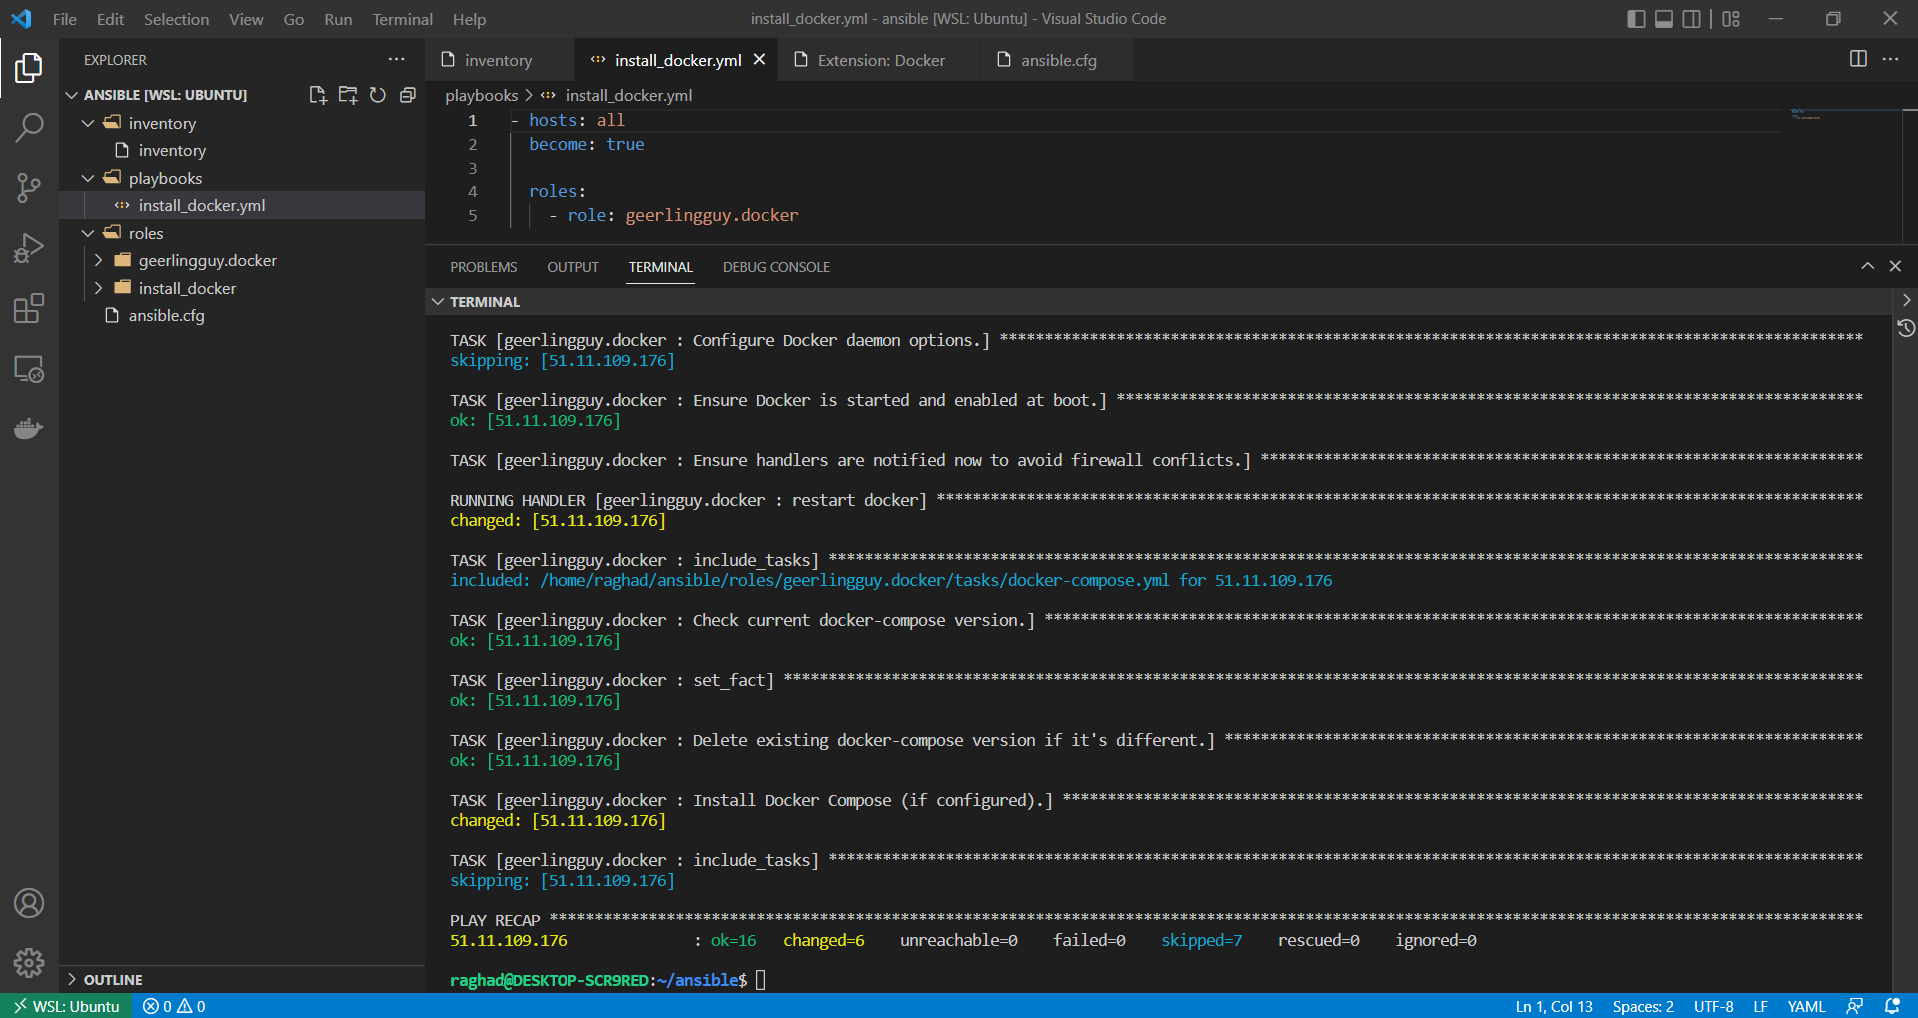 File Edit Selection View Go Run Terminal Help
install_docker.yml - ansible [WSL: Ubuntu] - Visual Studio Code
EXPLORER
ANSIBLE [WSL: UBUNTU]
inventory
inventory
playbooks
install_docker.yml
roles
geerlingguy.docker
install_docker
ansible.cfg
OUTLINE
inventory install_docker.yml Extension: Docker ansible.cfg
playbooks > install_docker.yml
1 - hosts: all
2 become: true
3
4 roles:
5 - role: geerlingguy.docker
PROBLEMS OUTPUT TERMINAL DEBUG CONSOLE
TERMINAL
TASK [geerlingguy.docker : Configure Docker daemon options.] ************************************************************************************************
skipping: [51.11.109.176]
TASK [geerlingguy.docker : Ensure Docker is started and enabled at boot.] ***********************************************************************************
ok: [51.11.109.176]
TASK [geerlingguy.docker : Ensure handlers are notified now to avoid firewall conflicts.] *******************************************************************
RUNNING HANDLER [geerlingguy.docker : restart docker] *******************************************************************************************************
changed: [51.11.109.176]
TASK [geerlingguy.docker : include_tasks] *******************************************************************************************************************
included: /home/raghad/ansible/roles/geerlingguy.docker/tasks/docker-compose.yml for 51.11.109.176
TASK [geerlingguy.docker : Check current docker-compose version.] *******************************************************************************************
ok: [51.11.109.176]
TASK [geerlingguy.docker : set_fact] ************************************************************************************************************************
ok: [51.11.109.176]
TASK [geerlingguy.docker : Delete existing docker-compose version if it's different.] ***********************************************************************
ok: [51.11.109.176]
TASK [geerlingguy.docker : Install Docker Compose (if configured).] *****************************************************************************************
changed: [51.11.109.176]
TASK [geerlingguy.docker : include_tasks] *******************************************************************************************************************
skipping: [51.11.109.176]
PLAY RECAP **************************************************************************************************************************************************
51.11.109.176 : ok=16 changed=6 unreachable=0 failed=0 skipped=7 rescued=0 ignored=0
raghad@DESKTOP-SCR9RED:~/ansible$
WSL: Ubuntu 0 0 Ln 1, Col 13 Spaces: 2 UTF-8 LF YAML